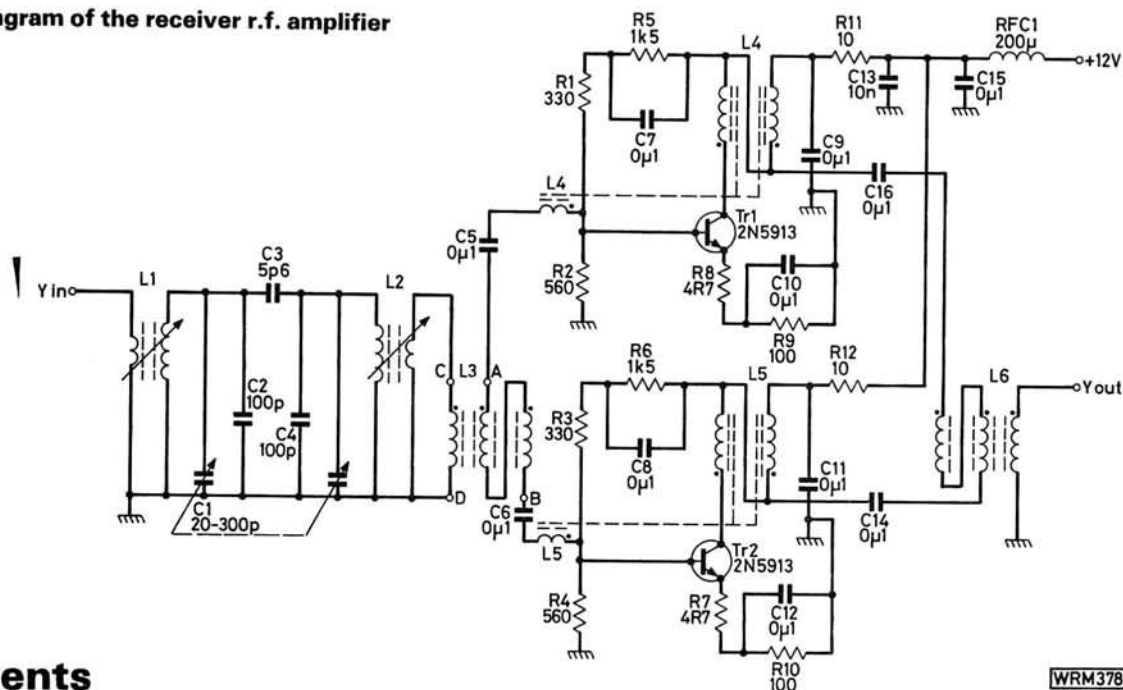 ngram of the receiver r.f. amplifier
R5
1k5
L4
R11
10
RFC1
200µ
+12V
R1
330
C7
0µ1
C13
10n
C15
0µ1
C9
0µ1
L4
C16
0µ1
C5
0µ1
Tr1
2N5913
R2
560
R8
4R7
C10
0µ1
R9
100
Y in
L1
C3
5p6
L2
C2
100p
C4
100p
C1
20-300p
C
L3
A
D
B
C6
0µ1
L5
R3
330
R6
1k5
C8
0µ1
L5
R12
10
L6
Y out
C11
0µ1
C14
0µ1
Tr2
2N5913
R4
560
R7
4R7
C12
0µ1
R10
100
ents
WRM378